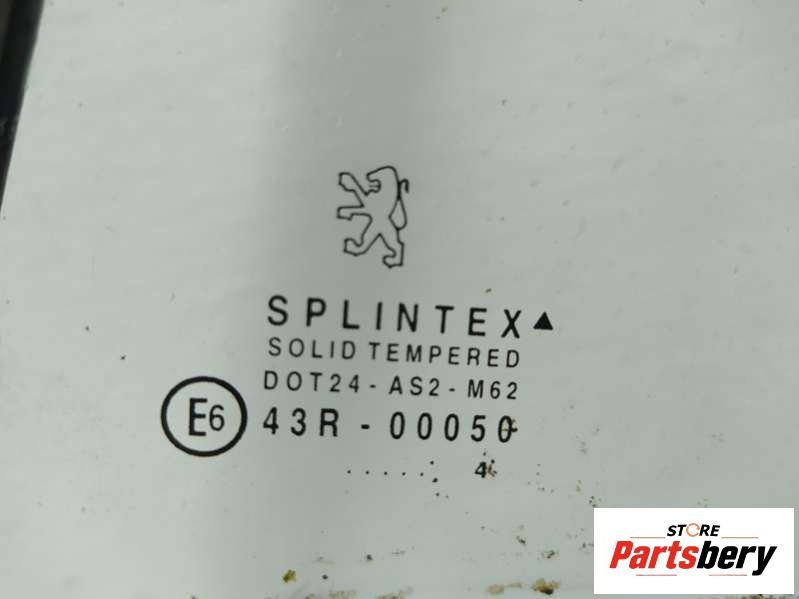 SPLINTEX▲
SOLID TEMPERED
DOT24-AS2-M62
E6 43R-00050
...... 4
STORE
Partsbery